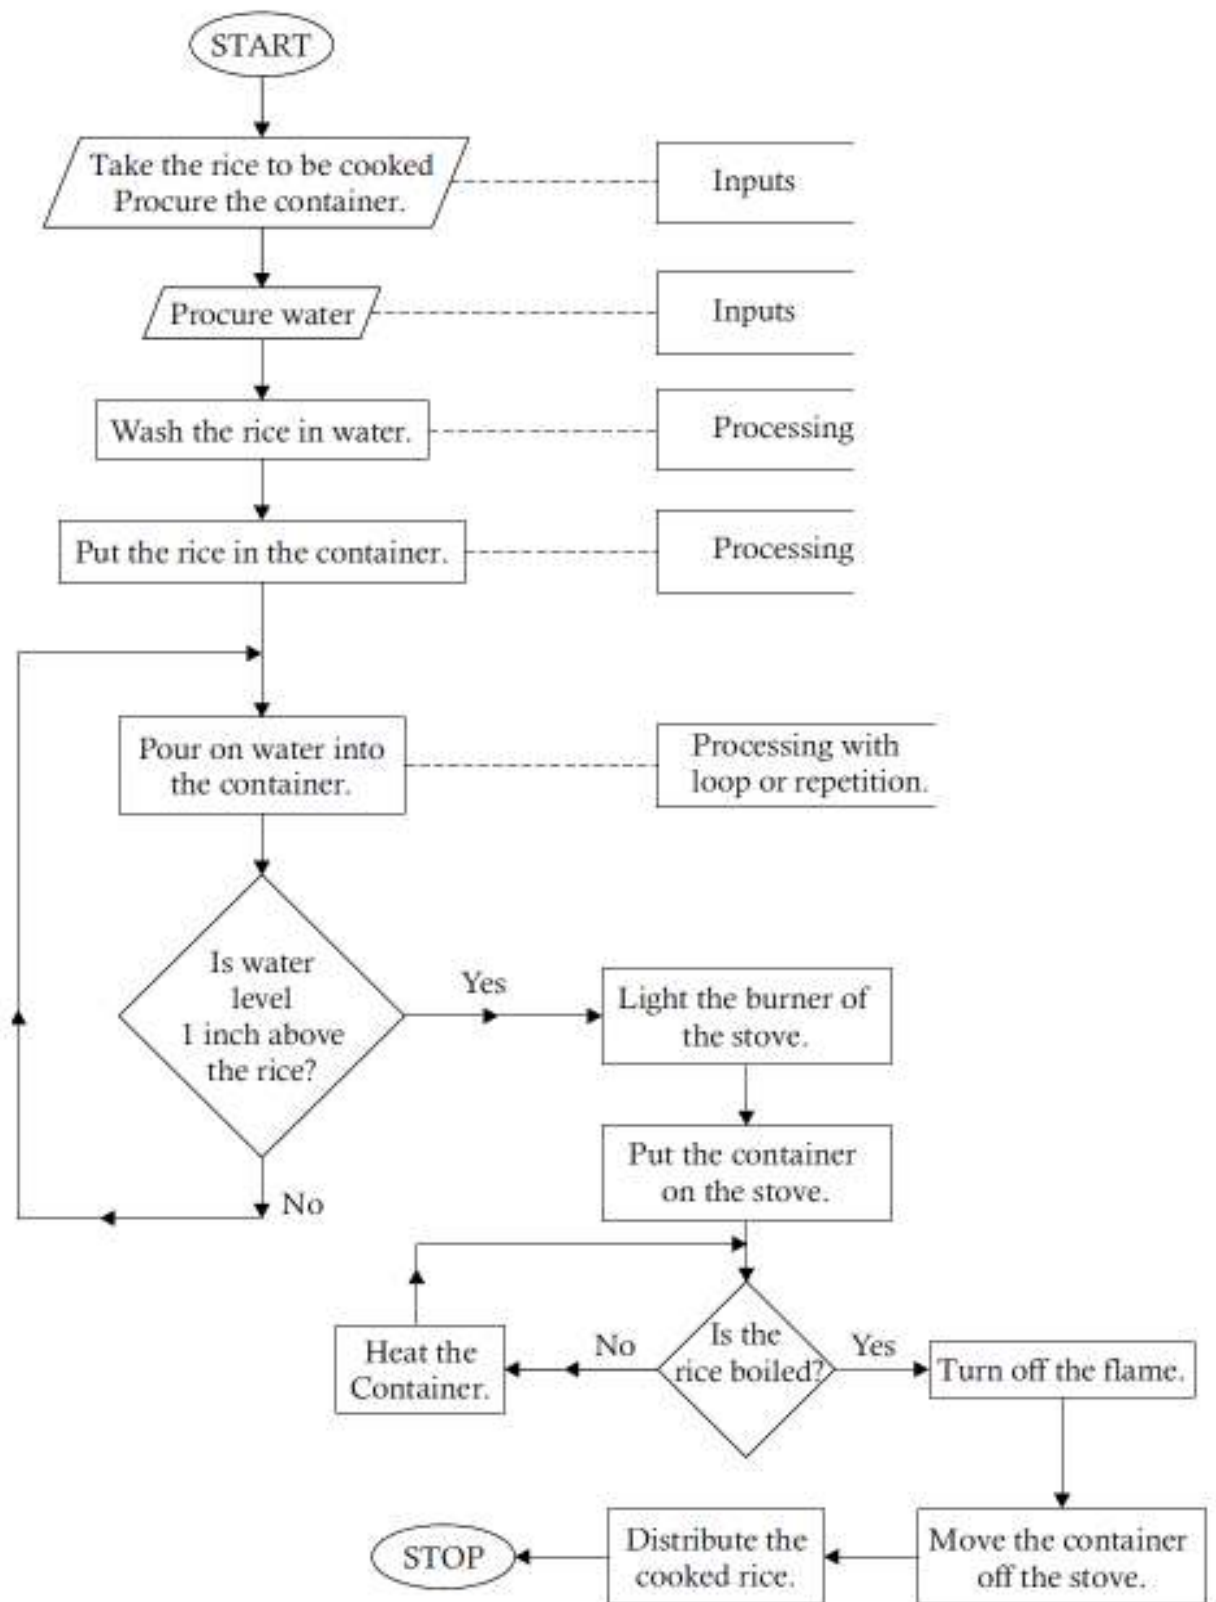 START
Take the rice to be cooked
Procure the container.
Inputs
Procure water
Inputs
Wash the rice in water.
Processing
Put the rice in the container.
Processing
Pour on water into
the container.
Processing with
loop or repetition.
Is water
level
1 inch above
the rice?
Yes
No
Light the burner of
the stove.
Put the container
on the stove.
Is the
rice boiled?
No
Heat the
Container.
Yes
Turn off the flame.
Move the container
off the stove.
Distribute the
cooked rice.
STOP